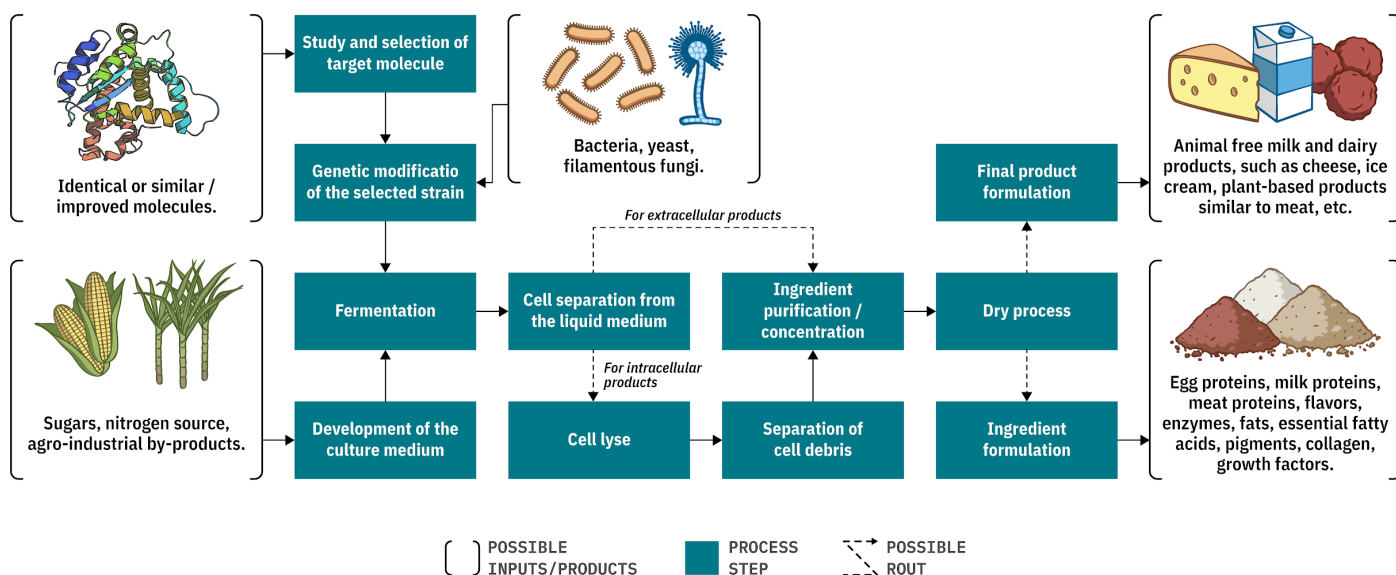 Study and selection of
target molecule
Identical or similar /
improved molecules.
Bacteria, yeast,
filamentous fungi.
Genetic modificatio
of the selected strain
Final product
formulation
Animal free milk and dairy
products, such as cheese, ice
cream, plant-based products
similar to meat, etc.
For extracellular products
Fermentation
Cell separation from
the liquid medium
Ingredient
purification /
concentration
Dry process
For intracellular
products
Sugars, nitrogen source,
agro-industrial by-products.
Development of the
culture medium
Cell lyse
Separation of
cell debris
Ingredient
formulation
Egg proteins, milk proteins,
meat proteins, flavors,
enzymes, fats, essential fatty
acids, pigments, collagen,
growth factors.
POSSIBLE
INPUTS/PRODUCTS
PROCESS
STEP
POSSIBLE
ROUT